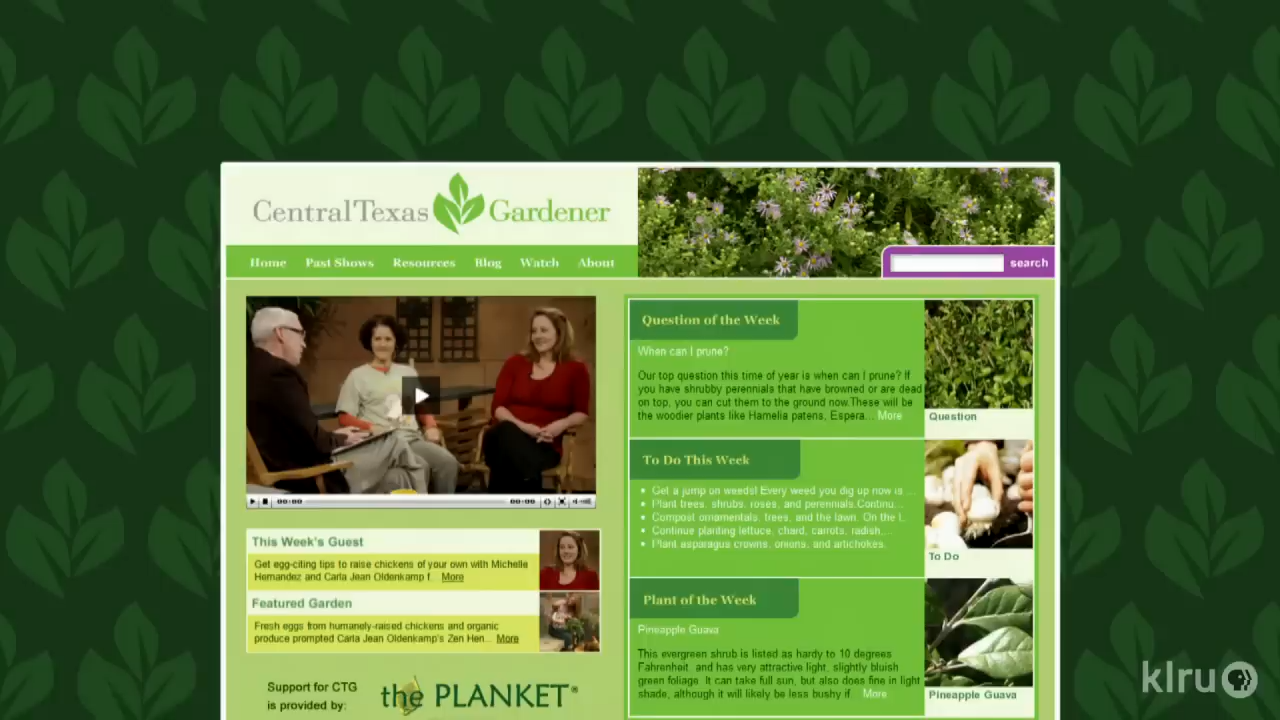 Central Texas Gardener
Home Past Shows Resources Blog Watch About
search
Question of the Week
When can I prune?
Our top question this time of year is when can I prune? If
you have shrubby perennials that have browned or are dead
on top, you can cut them to the ground now.These will be
the woodier plants like Hamelia patens, Espera... More
Question
To Do This Week
Get a jump on weeds! Every weed you dig up now is ...
Plant trees, shrubs, roses, and perennials.Continu...
Compost ornamentals, trees, and the lawn. On the l...
Continue planting lettuce, chard, carrots, radish,...
Plant asparagus crowns, onions, and artichokes.
To Do
Plant of the Week
Pineapple Guava
This evergreen shrub is listed as hardy to 10 degrees
Fahrenheit, and has very attractive light, slightly bluish
green foliage. It can take full sun, but also does fine in light
shade, although it will likely be less bushy if... More
Pineapple Guava
00:00 00:00
This Week's Guest
Get egg-citing tips to raise chickens of your own with Michelle
Hernandez and Carla Jean Oldenkamp f... More
Featured Garden
Fresh eggs from humanely-raised chickens and organic
produce prompted Carla Jean Oldenkamp's Zen Hen... More
Support for CTG
is provided by:
the PLANKET®
klru PBS